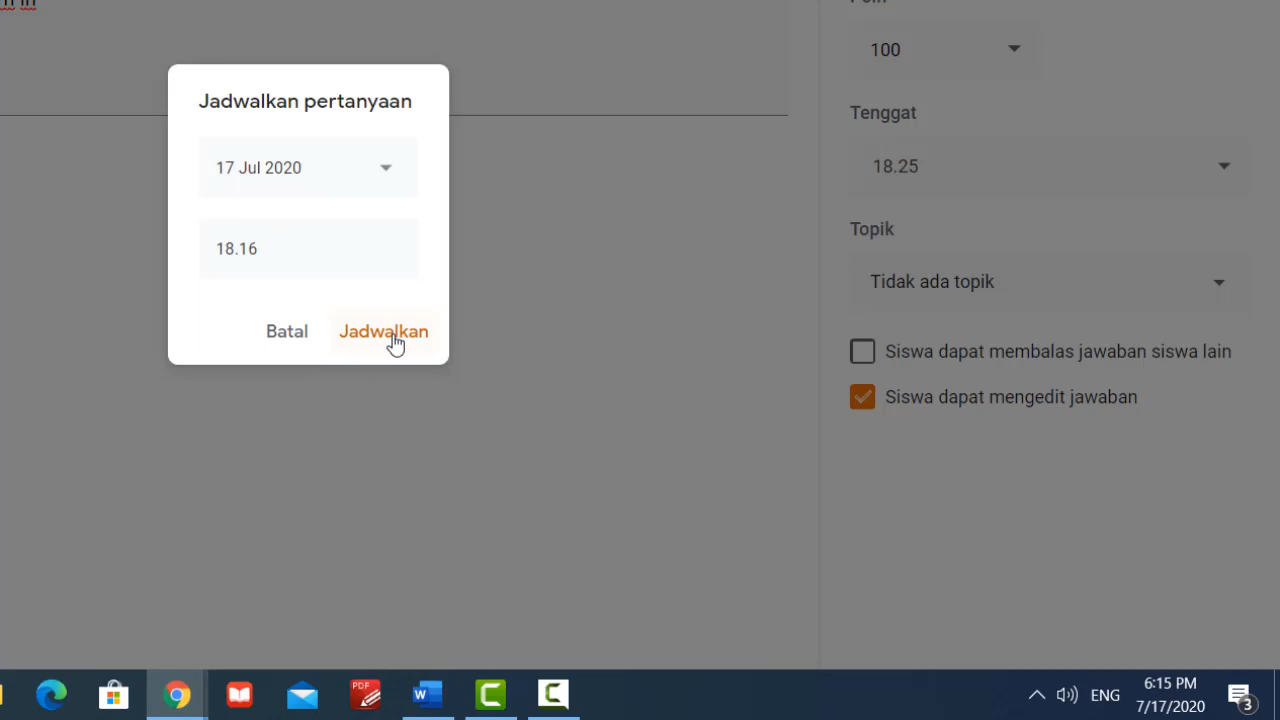 Jadwalkan pertanyaan
17 Jul 2020
18.16
Batal
Jadwalkan
100
Tenggat
18.25
Topik
Tidak ada topik
Siswa dapat membalas jawaban siswa lain
Siswa dapat mengedit jawaban
PDF
W
C
C
ENG
6:15 PM
7/17/2020
3